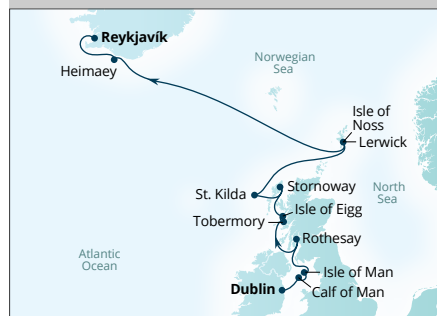 Reykjavík
Heimaey
Norwegian
Sea
Isle of
Noss
Lerwick
St. Kilda
Stornoway
North
Sea
Isle of Eigg
Tobermory
Rothesay
Atlantic
Ocean
Isle of Man
Dublin
Calf of Man